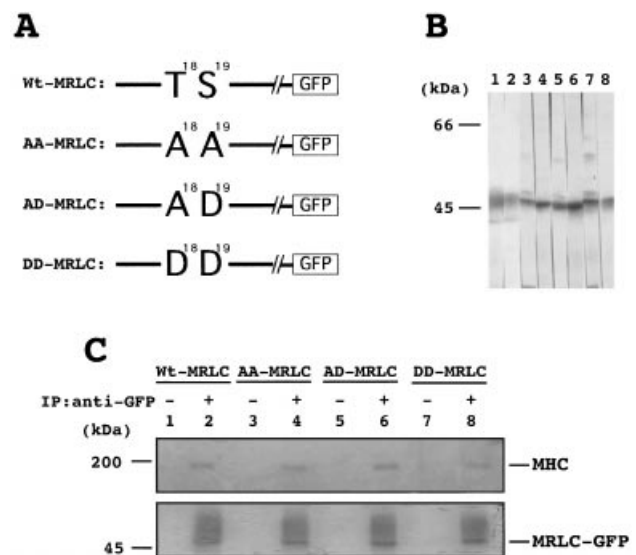 A
Wt-MRLC: T 18 S 19 GFP
AA-MRLC: A 18 A 19 GFP
AD-MRLC: A 18 D 19 GFP
DD-MRLC: D 18 D 19 GFP
B
1 2 3 4 5 6 7 8
(kDa)
66
45
C
Wt-MRLC AA-MRLC AD-MRLC DD-MRLC
IP:anti-GFP - + - + - + - +
1 2 3 4 5 6 7 8
(kDa)
200 MHC
MRLC-GFP
45